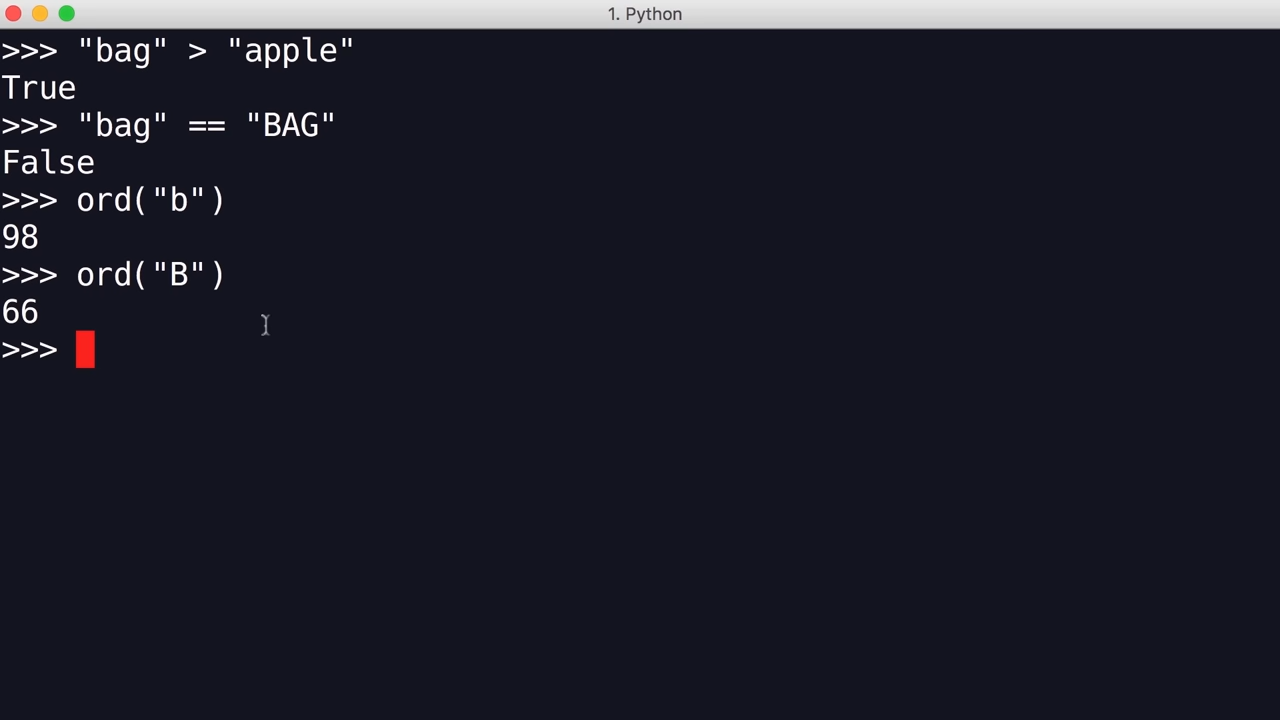 1. Python
>>> "bag" > "apple"
True
>>> "bag" == "BAG"
False
>>> ord("b")
98
>>> ord("B")
66
>>>